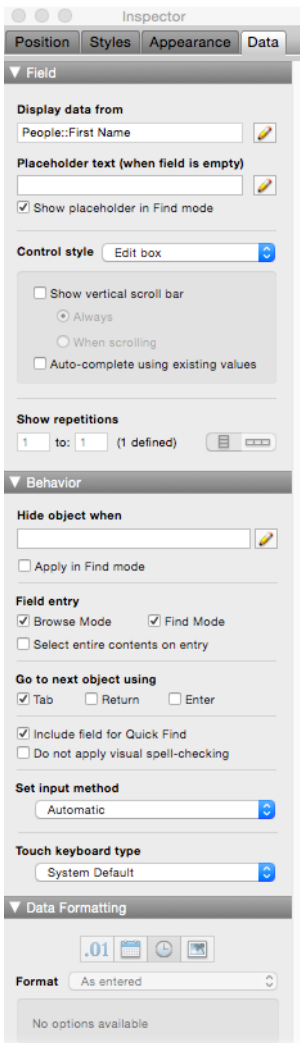 Inspector
Position Styles Appearance Data
Field
Display data from
People::First Name
Placeholder text (when field is empty)
Show placeholder in Find mode
Control style Edit box
Show vertical scroll bar
Always
When scrolling
Auto-complete using existing values
Show repetitions
1 to: 1 (1 defined)
Behavior
Hide object when
Apply in Find mode
Field entry
Browse Mode Find Mode
Select entire contents on entry
Go to next object using
Tab Return Enter
Include field for Quick Find
Do not apply visual spell-checking
Set input method
Automatic
Touch keyboard type
System Default
Data Formatting
.01
Format As entered
No options available